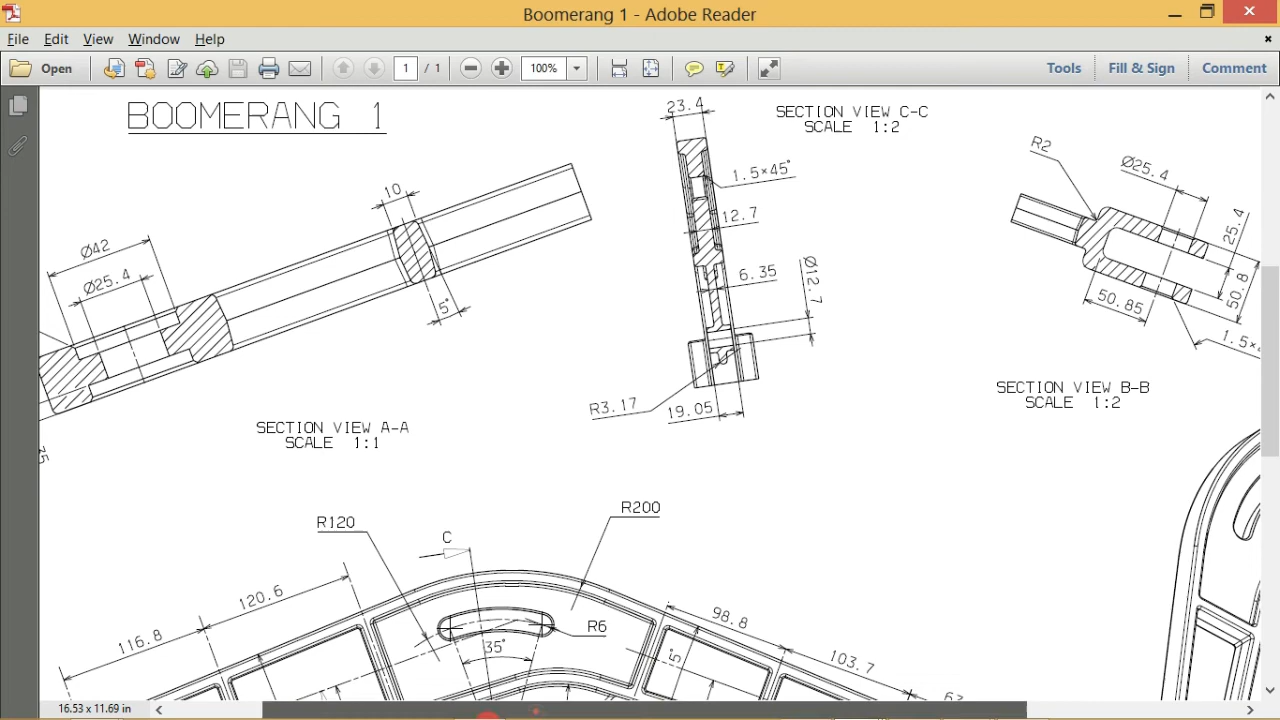 Boomerang 1 - Adobe Reader
File Edit View Window Help
Open
1 / 1
100%
Tools
Fill & Sign
Comment
BOOMERANG 1
23.4
SECTION VIEW C-C
SCALE 1:2
1.5×45°
12.7
6.35
Ø12.7
R3.17
19.05
R2
Ø25.4
25.4
50.8
50.85
SECTION VIEW B-B
SCALE 1:2
10
Ø42
Ø25.4
5°
SECTION VIEW A-A
SCALE 1:1
R120
C
R200
120.6
116.8
R6
35°
98.8
5°
103.7
16.53 x 11.69 in